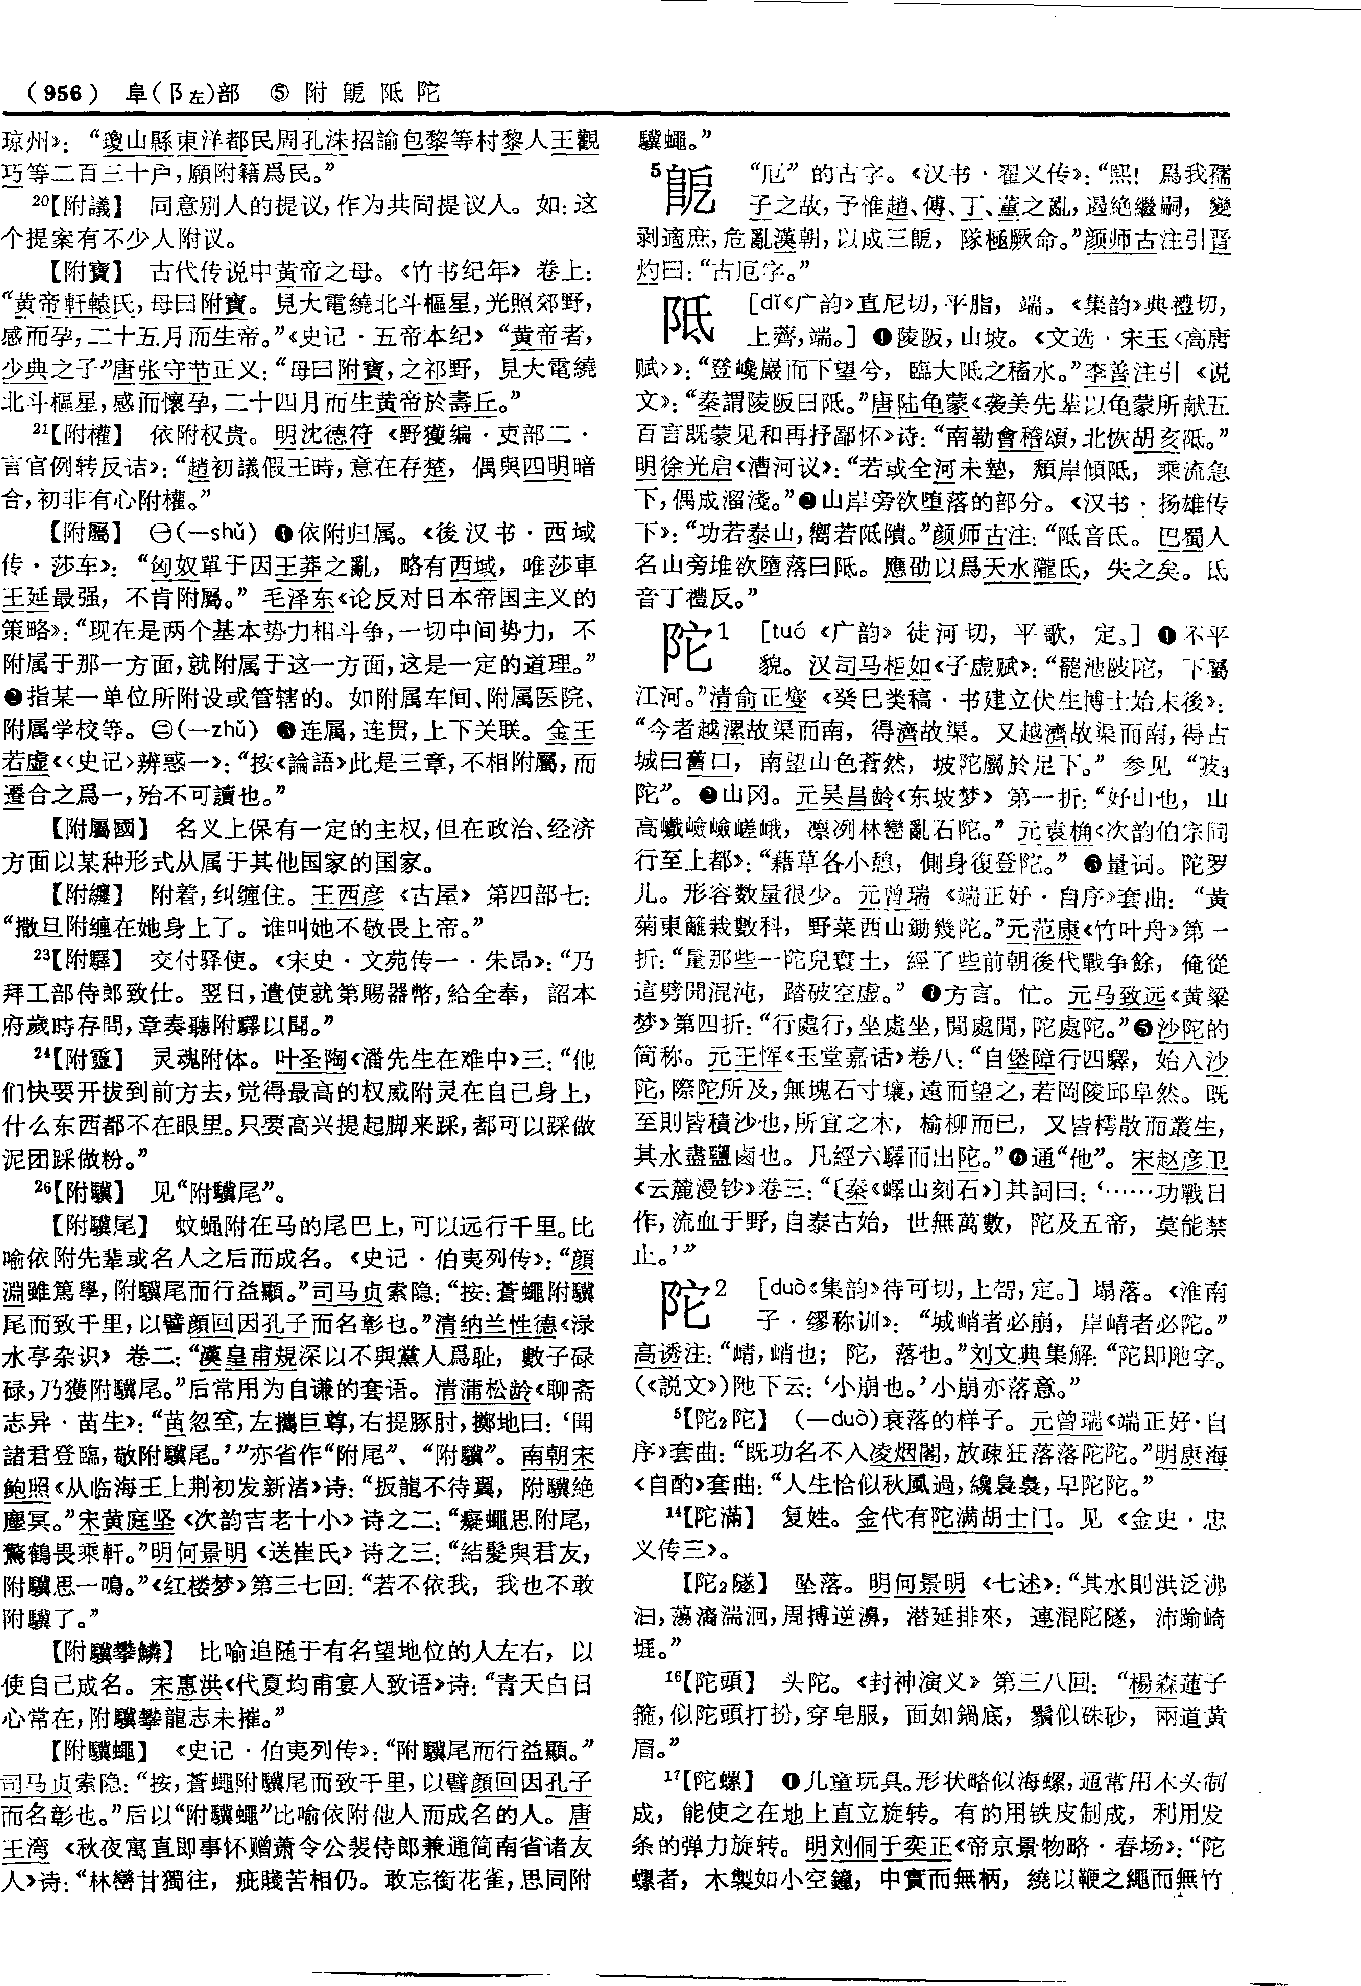 (956) 阜(阝左)部 ⑤ 附 阸 阺 陀
琼州》：“瓊山縣東洋都民周孔洙招諭包黎等村黎人王觀
巧等二百三十户，願附籍爲民。”
20【附議】 同意别人的提议，作为共同提议人。如：这
个提案有不少人附议。
【附寶】 古代传说中黄帝之母。《竹书纪年》卷上：
“黄帝軒轅氏，母曰附寶。見大電繞北斗樞星，光照郊野，
感而孕，二十五月而生帝。”《史记·五帝本纪》“黄帝者，
少典之子”唐张守节正义：“母曰附寶，之祁野，見大電繞
北斗樞星，感而懷孕，二十四月而生黄帝於壽丘。”
21【附權】 依附权贵。明沈德符《野獲编·吏部二·
言官例转反诘》：“趙初議假王時，意在存楚，偶與四明暗
合，初非有心附權。”
【附屬】 ㊀(—shǔ) ❶依附归属。《後汉书·西域
传·莎车》：“匈奴單于因王莽之亂，略有西域，唯莎車
王延最强，不肯附屬。”毛泽东《论反对日本帝国主义的
策略》：“现在是两个基本势力相斗争，一切中间势力，不
附属于那一方面，就附属于这一方面，这是一定的道理。”
❷指某一单位所附设或管辖的。如附属车间、附属医院、
附属学校等。㊁(—zhǔ) ❸连属，连贯，上下关联。金王
若虚《〈史记〉辨惑一》：“按《論語》此是三章，不相附屬，而
遷合之爲一，殆不可讀也。”
【附屬國】 名义上保有一定的主权，但在政治、经济
方面以某种形式从属于其他国家的国家。
【附纏】 附着，纠缠住。王西彦《古屋》第四部七：
“撒旦附缠在她身上了。谁叫她不敬畏上帝。”
23【附驛】 交付驿使。《宋史·文苑传一·朱昂》：“乃
拜工部侍郎致仕。翌日，遣使就第賜器幣，給全奉，詔本
府歲時存問，章奏聽附驛以聞。”
24【附靈】 灵魂附体。叶圣陶《潘先生在难中》三：“他
们快要开拔到前方去，觉得最高的权威附灵在自己身上，
什么东西都不在眼里。只要高兴提起脚来踩，都可以踩做
泥团踩做粉。”
26【附驥】 见“附驥尾”。
【附驥尾】 蚊蝇附在马的尾巴上，可以远行千里。比
喻依附先辈或名人之后而成名。《史记·伯夷列传》：“顔
淵雖篤學，附驥尾而行益顯。”司马贞索隐：“按：蒼蠅附驥
尾而致千里，以譬顔回因孔子而名彰也。”清纳兰性德《渌
水亭杂识》卷二：“漢皇甫規深以不與黨人爲耻，數子碌
碌，乃獲附驥尾。”后常用为自谦的套语。清蒲松龄《聊斋
志异·苗生》：“苗忽至，左攜巨尊，右提豚肘，擲地曰：‘聞
諸君登臨，敬附驥尾。’”亦省作“附尾”、“附驥”。南朝宋
鲍照《从临海王上荆初发新渚》诗：“扳龍不待翼，附驥絶
塵冥。”宋黄庭坚《次韵吉老十小》诗之二：“癡蠅思附尾，
驚鶴畏乘軒。”明何景明《送崔氏》诗之三：“結髮與君友，
附驥思一鳴。”《红楼梦》第三七回：“若不依我，我也不敢
附驥了。”
【附驥攀鱗】 比喻追随于有名望地位的人左右，以
使自己成名。宋惠洪《代夏均甫宴人致语》诗：“青天白日
心常在，附驥攀龍志未摧。”
【附驥蠅】 《史记·伯夷列传》：“附驥尾而行益顯。”
司马贞索隐：“按，蒼蠅附驥尾而致千里，以譬顔回因孔子
而名彰也。”后以“附驥蠅”比喻依附他人而成名的人。唐
王湾《秋夜寓直即事怀赠萧令公裴侍郎兼通简南省诸友
人》诗：“林巒甘獨往，疵賤苦相仍。敢忘銜花雀，思同附
驥蠅。”
5 “厄”的古字。《汉书·翟义传》：“熙！爲我孺
子之故，予惟趙、傅、丁、董之亂，遏絶繼嗣，變
剥適庶，危亂漢朝，以成三阸，隊極厥命。”颜师古注引晋
灼曰：“古厄字。”
阺 [dǐ《广韵》直尼切，平脂，端。《集韵》典禮切，
上薺，端。] ❶陵阪，山坡。《文选·宋玉〈高唐
赋〉》：“登巉巖而下望兮，臨大阺之稸水。”李善注引《说
文》：“秦謂陵阪曰阺。”唐陆龟蒙《袭美先辈以龟蒙所献五
百言既蒙见和再抒鄙怀》诗：“南勒會稽頌，北恢胡亥阺。”
明徐光启《漕河议》：“若或全河未墊，頽岸傾阺，乘流急
下，偶成溜淺。”❷山岸旁欲堕落的部分。《汉书·扬雄传
下》：“功若泰山，嚮若阺隤。”颜师古注：“阺音氏。巴蜀人
名山旁堆欲墮落曰阺。應劭以爲天水隴氏，失之矣。氏
音丁禮反。”
陀1 [tuó《广韵》徒河切，平歌，定。] ❶不平
貌。汉司马相如《子虚赋》：“罷池陂陀，下屬
江河。”清俞正燮《癸巳类稿·书建立伏生博士始末後》：
“今者越漯故渠而南，得濟故渠。又越濟故渠而南，得古
城曰舊口，南望山色蒼然，坡陀屬於足下。”参见“陂3
陀”。❷山冈。元吴昌龄《东坡梦》第一折：“好山也，山
高巇嶮嶮嵯峨，凛冽林巒亂石陀。”元袁桷《次韵伯宗同
行至上都》：“藉草各小憩，側身復登陀。”❸量词。陀罗
儿。形容数量很少。元曾瑞《端正好·自序》套曲：“黄
菊東籬栽數科，野菜西山鋤幾陀。”元范康《竹叶舟》第一
折：“量那些一陀兒寰土，經了些前朝後代戰争餘，俺從
這劈開混沌，踏破空虚。”❹方言。忙。元马致远《黄粱
梦》第四折：“行處行，坐處坐，閒處閒，陀處陀。”❺沙陀的
简称。元王恽《玉堂嘉话》卷八：“自堡障行四驛，始入沙
陀，際陀所及，無塊石寸壤，遠而望之，若岡陵邱阜然。既
至則皆積沙也，所宜之木，榆柳而已，又皆樗散而叢生，
其水盡鹽鹵也。凡經六驛而出陀。”❻通“他”。宋赵彦卫
《云麓漫钞》卷三：“〔秦《嶧山刻石》〕其詞曰：‘……功戰日
作，流血于野，自泰古始，世無萬數，陀及五帝，莫能禁
止。’”
陀2 [duò《集韵》待可切，上哿，定。] 塌落。《淮南
子·缪称训》：“城峭者必崩，岸崝者必陀。”
高诱注：“崝，峭也；陀，落也。”刘文典集解：“陀即阤字。
(《説文》)阤下云：‘小崩也。’小崩亦落意。”
5【陀2陀】 (—duò)衰落的样子。元曾瑞《端正好·自
序》套曲：“既功名不入凌烟閣，放疎狂落落陀陀。”明康海
《自酌》套曲：“人生恰似秋風過，纔裊裊，早陀陀。”
14【陀滿】 复姓。金代有陀满胡士门。见《金史·忠
义传三》。
【陀2隧】 坠落。明何景明《七述》：“其水則洪泛沸
汩，蕩潏湍泂，周搏逆濞，潜延排來，連混陀隧，沛踰崎
堐。”
16【陀頭】 头陀。《封神演义》第三八回：“楊森蓮子
箍，似陀頭打扮，穿皂服，面如鍋底，鬚似硃砂，兩道黄
眉。”
17【陀螺】 ❶儿童玩具。形状略似海螺，通常用木头制
成，能使之在地上直立旋转。有的用铁皮制成，利用发
条的弹力旋转。明刘侗于奕正《帝京景物略·春场》：“陀
螺者，木製如小空鐘，中實而無柄，繞以鞭之繩而無竹